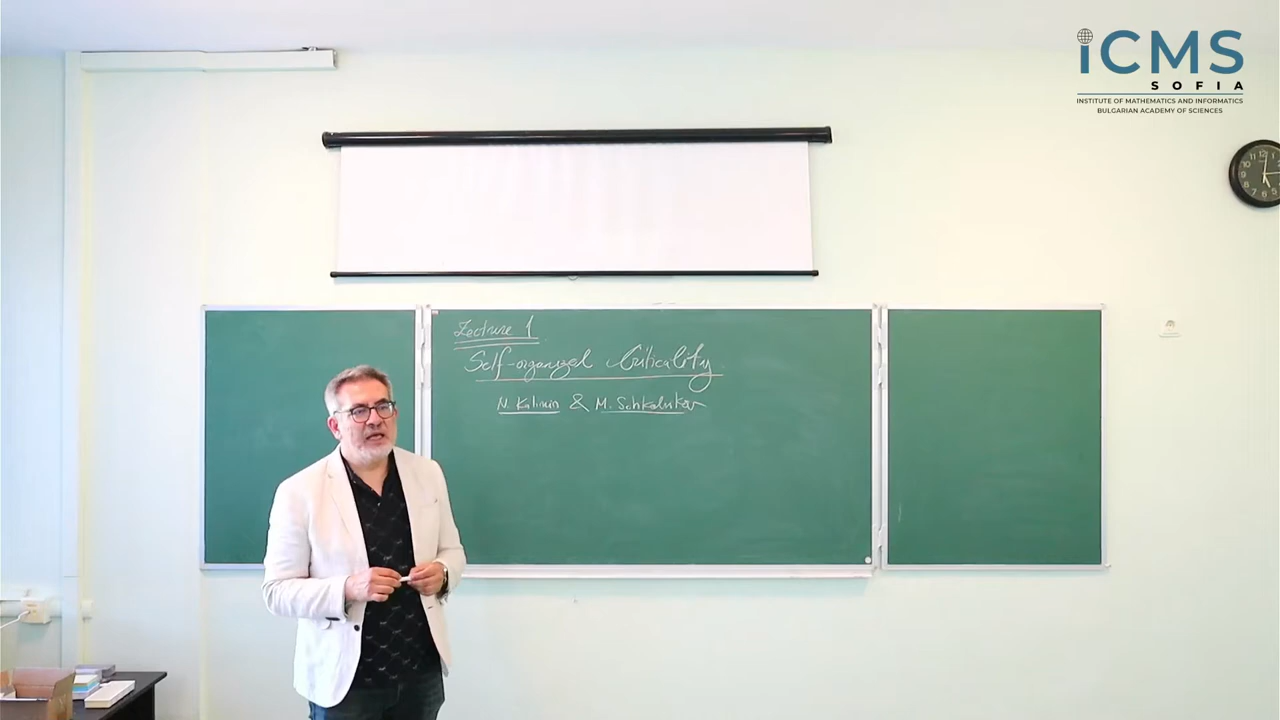 iCMS
SOFIA
INSTITUTE OF MATHEMATICS AND INFORMATICS
BULGARIAN ACADEMY OF SCIENCES
Lecture 1
Self-organized Criticality
N. Kalinin & M. Schkolnikov